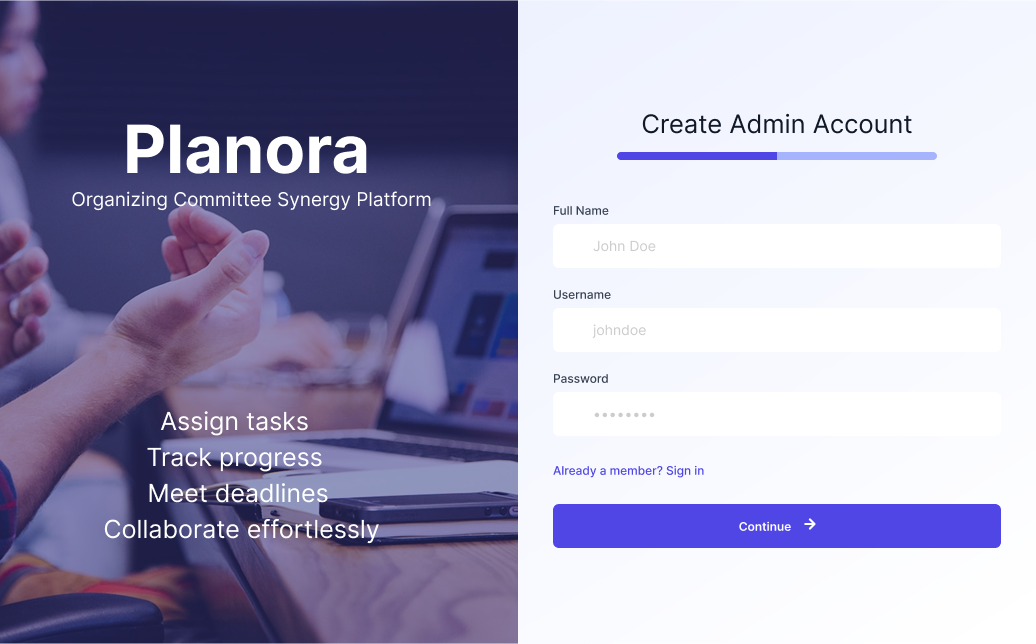 Planora
Organizing Committee Synergy Platform
Assign tasks
Track progress
Meet deadlines
Collaborate effortlessly
Create Admin Account
Full Name
John Doe
Username
johndoe
Password
••••••••
Already a member? Sign in
Continue →